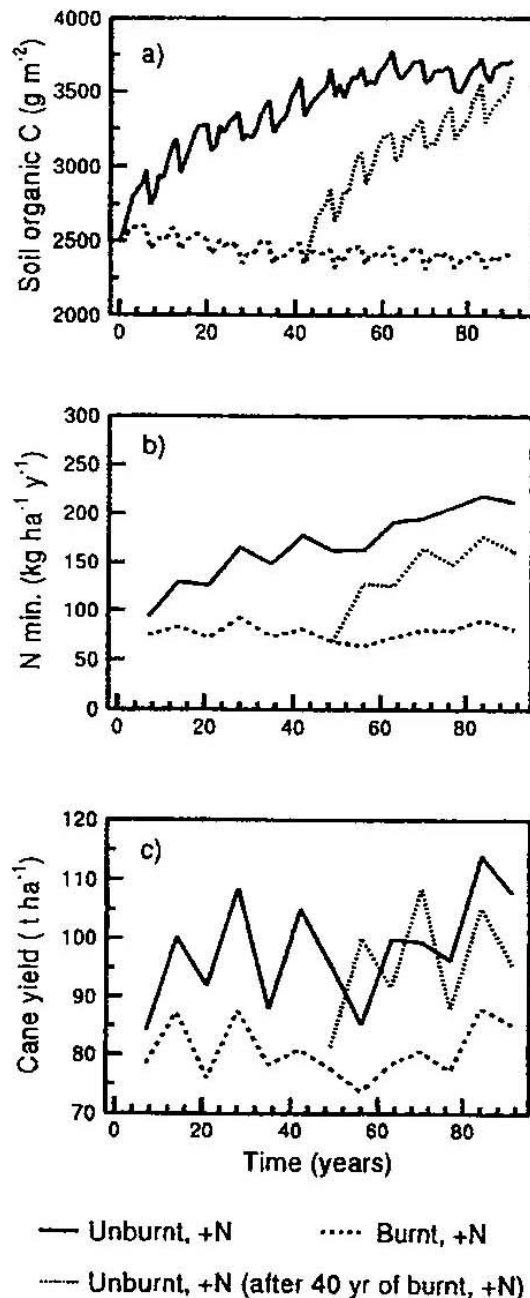 a)
Soil organic C (g m-2)
4000
3500
3000
2500
2000
0 20 40 60 80
b)
N min. (kg ha-1 y-1)
300
250
200
150
100
50
0
0 20 40 60 80
c)
Cane yield ( t ha-1)
120
110
100
90
80
70
0 20 40 60 80
Time (years)
Unburnt, +N Burnt, +N
Unburnt, +N (after 40 yr of burnt, +N)